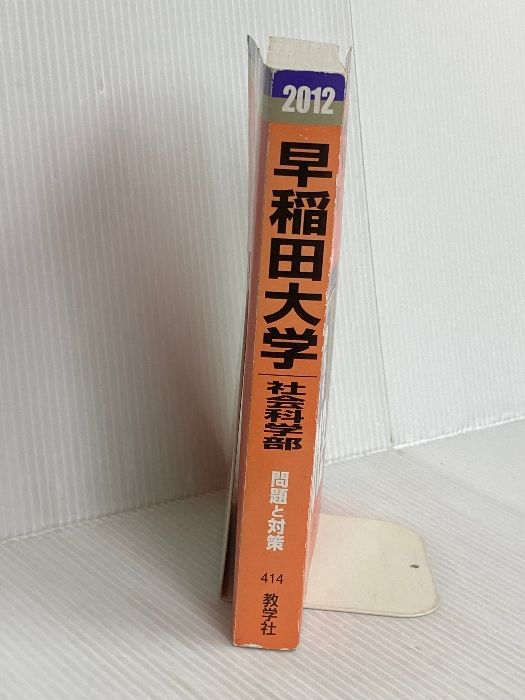 2012
早稲田大学
社会科学部
問題と対策
414
教学社